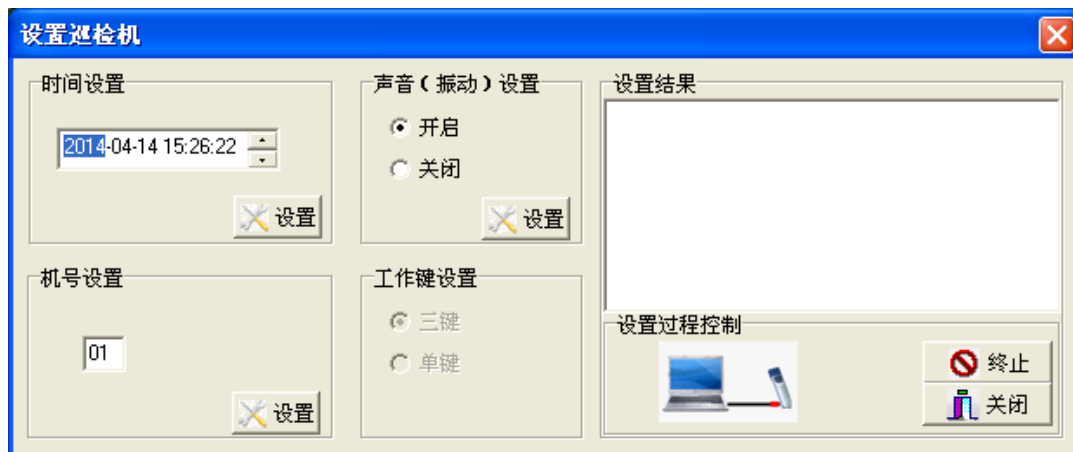 设置巡检机
时间设置
2014-04-14 15:26:22
设置
声音(振动)设置
开启
关闭
设置
机号设置
01
设置
工作键设置
三键
单键
设置结果
设置过程控制
终止
关闭